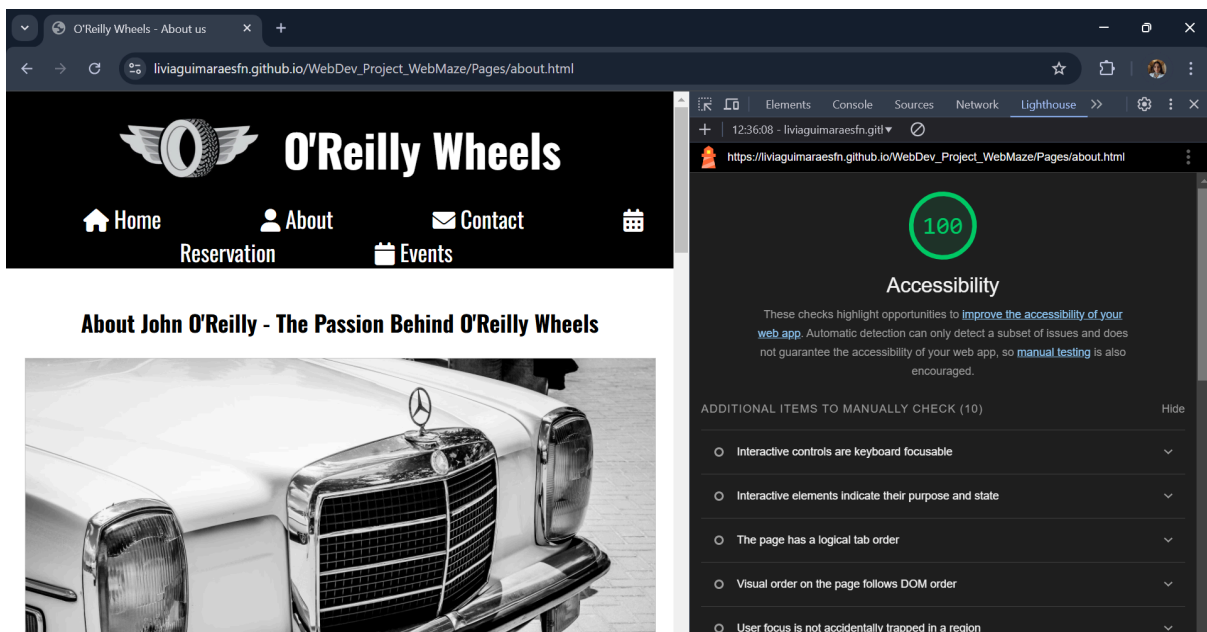 O'Reilly Wheels - About us
livia​guimaraesfn.github.io/WebDev_Project_WebMaze/Pages/about.html
O'Reilly Wheels
Home About Contact
Reservation Events
About John O'Reilly - The Passion Behind O'Reilly Wheels
Elements Console Sources Network Lighthouse
12:36:08 - liviaguimaraesfn.gitl
https://liviaguimaraesfn.github.io/WebDev_Project_WebMaze/Pages/about.html
100
Accessibility
These checks highlight opportunities to improve the accessibility of your
web app. Automatic detection can only detect a subset of issues and does
not guarantee the accessibility of your web app, so manual testing is also
encouraged.
ADDITIONAL ITEMS TO MANUALLY CHECK (10) Hide
Interactive controls are keyboard focusable
Interactive elements indicate their purpose and state
The page has a logical tab order
Visual order on the page follows DOM order
User focus is not accidentally trapped in a region